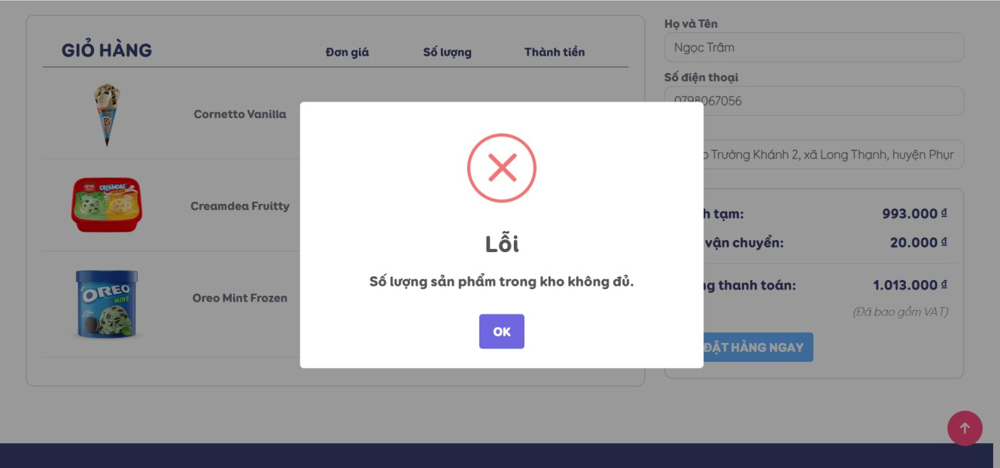 GIỎ HÀNG
Đơn giá
Số lượng
Thành tiền
Cornetto Vanilla
Creamdea Fruitty
CREAMDAE
Oreo Mint Frozen
OREO
MINT
Họ và Tên
Ngọc Trâm
Số điện thoại
0798067056
Trường Khánh 2, xã Long Thạnh, huyện Phụr
tạm: 993.000 ₫
vận chuyển: 20.000 ₫
thanh toán: 1.013.000 ₫
(Đã bao gồm VAT)
ĐẶT HÀNG NGAY
Lỗi
Số lượng sản phẩm trong kho không đủ.
OK